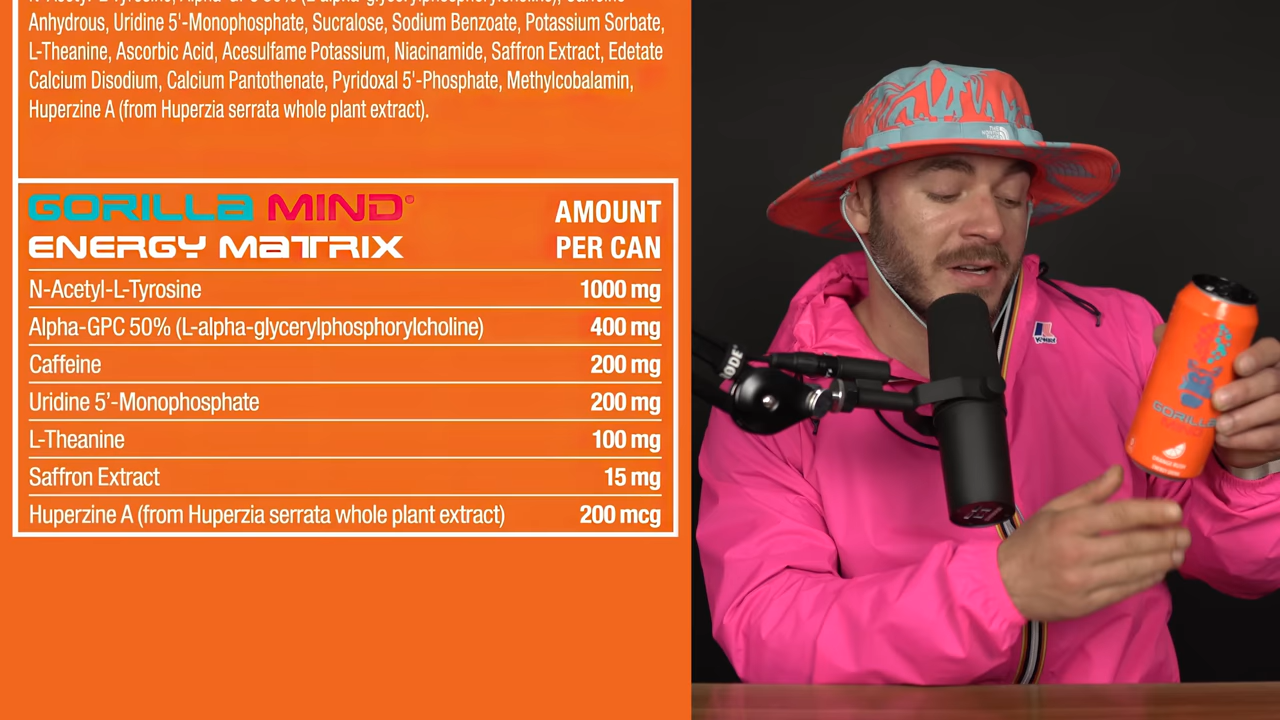 Anhydrous, Uridine 5'-Monophosphate, Sucralose, Sodium Benzoate, Potassium Sorbate,
L-Theanine, Ascorbic Acid, Acesulfame Potassium, Niacinamide, Saffron Extract, Edetate
Calcium Disodium, Calcium Pantothenate, Pyridoxal 5'-Phosphate, Methylcobalamin,
Huperzine A (from Huperzia serrata whole plant extract).
GORILLA MIND®
ENERGY MATRIX
AMOUNT
PER CAN
N-Acetyl-L-Tyrosine 1000 mg
Alpha-GPC 50% (L-alpha-glycerylphosphorylcholine) 400 mg
Caffeine 200 mg
Uridine 5'-Monophosphate 200 mg
L-Theanine 100 mg
Saffron Extract 15 mg
Huperzine A (from Huperzia serrata whole plant extract) 200 mcg
RODE
GORILLA